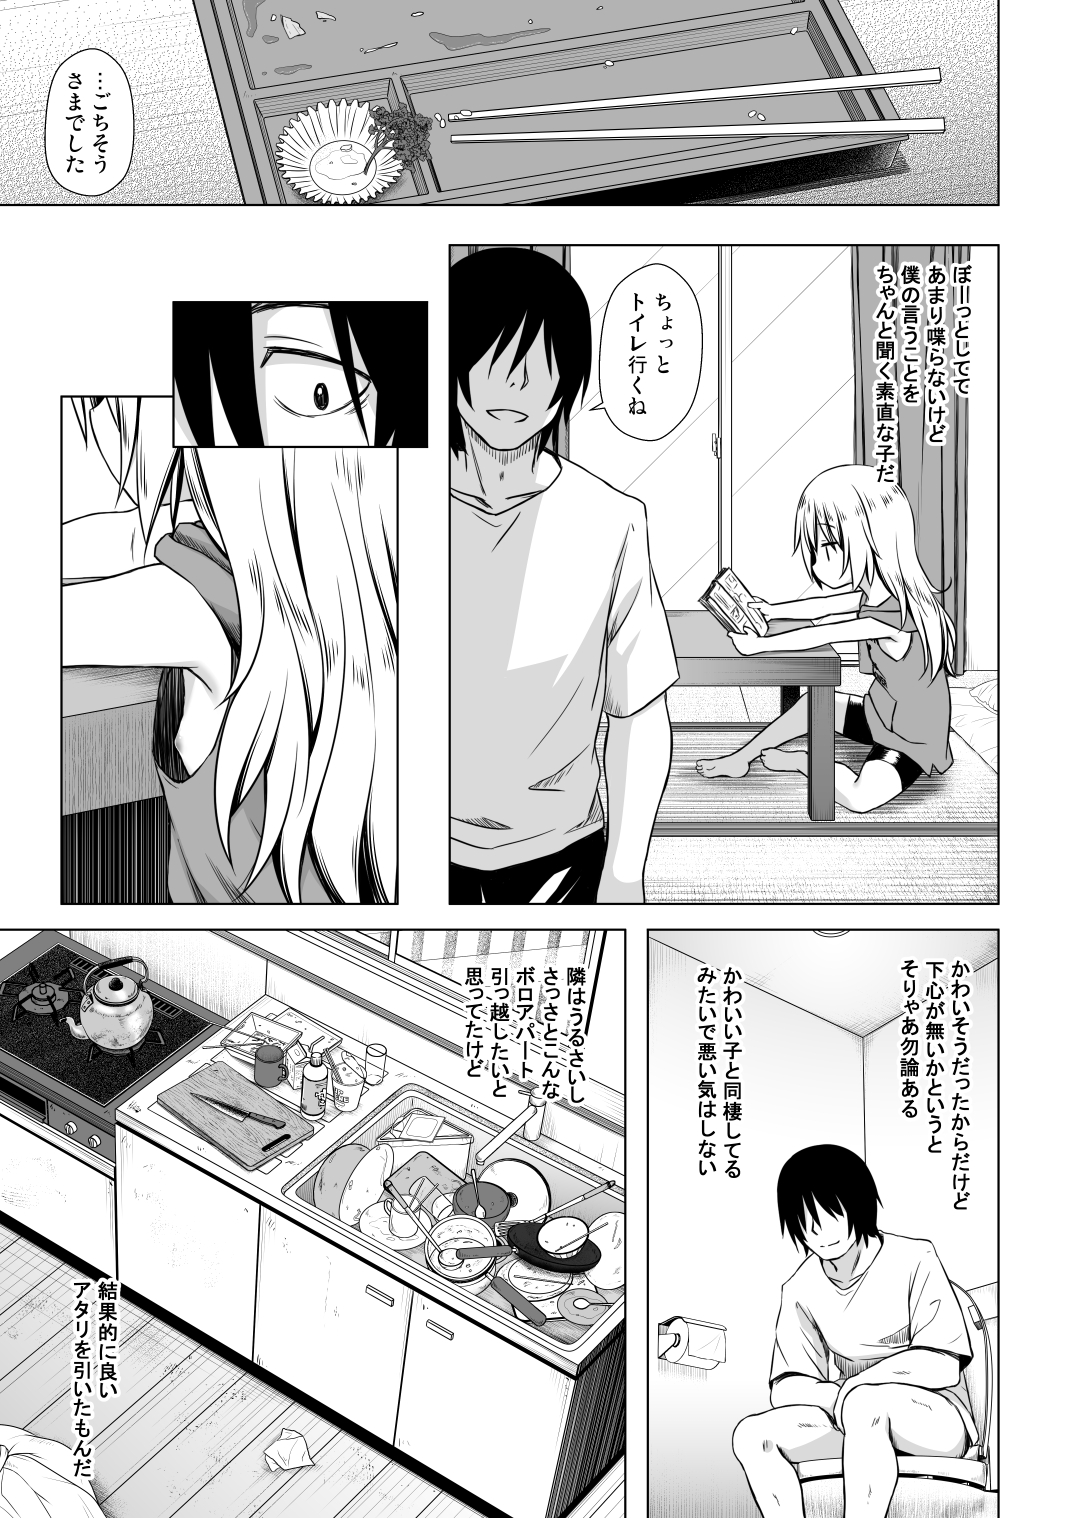 …ごちそう
さまでした
ぼーっとしてて
あまり喋らないけど
僕の言うことを
ちゃんと聞く素直な子だ
ちょっと
トイレ行くね
かわいそうだったからだけど
下心が無いかというと
そりゃあ勿論ある
かわいい子と同棲してる
みたいで悪い気はしない
隣はうるさいし
さっさとこんな
ボロアパート
引っ越したいと
思ってたけど
結果的に良い
アタリを引いたもんだ